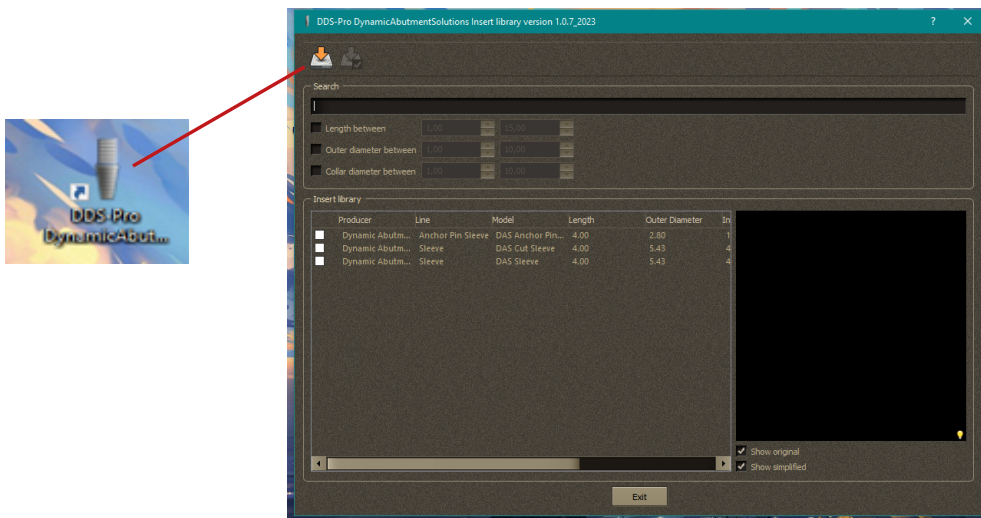 DDS-Pro DynamicAbutmentSolutions Insert library version 1.0.7_2023 ?
Search
Length between 1,00 15,00
Outer diameter between 1,00 10,00
Collar diameter between 1,00 10,00
DDS-Pro
DynamicAbut...
Insert library
Producer Line Model Length Outer Diameter In
Dynamic Abutm... Anchor Pin Sleeve DAS Anchor Pin... 4.00 2.80 1
Dynamic Abutm... Sleeve DAS Cut Sleeve 4.00 5.43 4
Dynamic Abutm... Sleeve DAS Sleeve 4.00 5.43 4
Show original
Show simplified
Exit